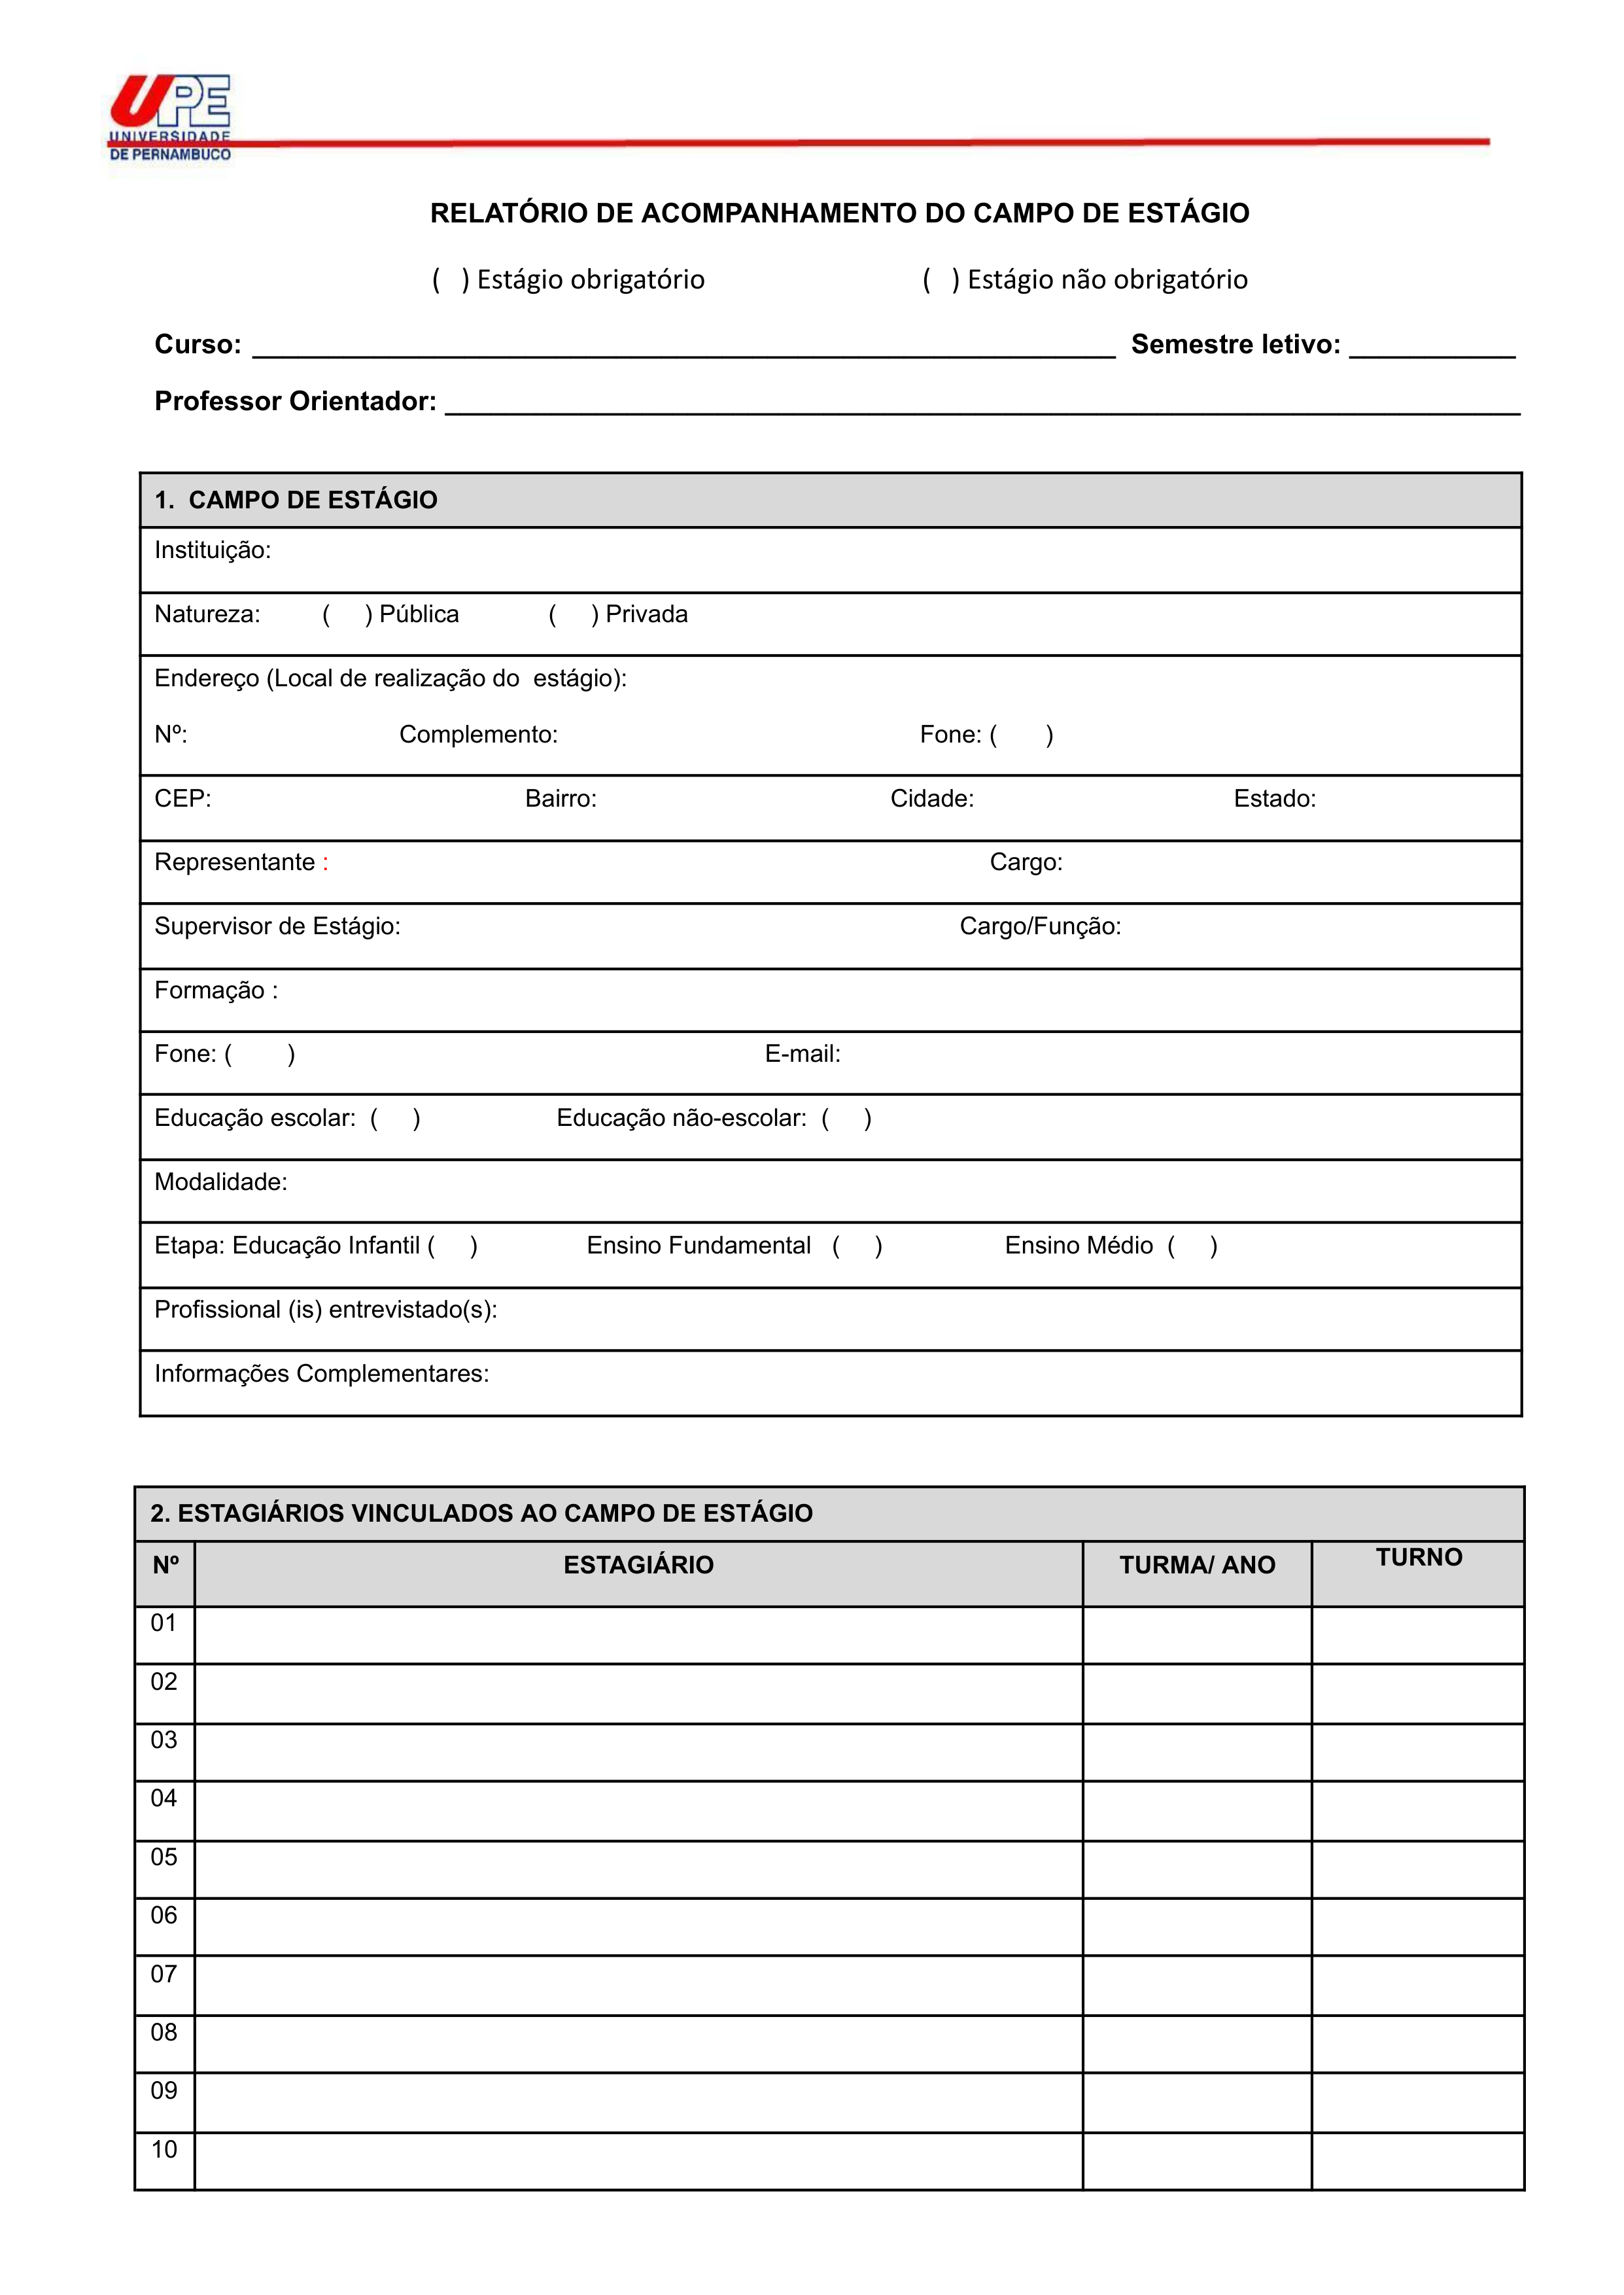 UPE
UNIVERSIDADE
DE PERNAMBUCO
RELATÓRIO DE ACOMPANHAMENTO DO CAMPO DE ESTÁGIO
(   ) Estágio obrigatório (   ) Estágio não obrigatório
Curso: ____________________________________________ Semestre letivo: __________
Professor Orientador: ____________________________________________________
1.  CAMPO DE ESTÁGIO
Instituição:
Natureza: (    ) Pública (    ) Privada
Endereço (Local de realização do  estágio):
Nº: Complemento: Fone: (     )
CEP: Bairro: Cidade: Estado:
Representante : Cargo:
Supervisor de Estágio: Cargo/Função:
Formação :
Fone: (     ) E-mail:
Educação escolar:  (    ) Educação não-escolar:  (    )
Modalidade:
Etapa: Educação Infantil (    ) Ensino Fundamental   (    ) Ensino Médio  (    )
Profissional (is) entrevistado(s):
Informações Complementares:
2. ESTAGIÁRIOS VINCULADOS AO CAMPO DE ESTÁGIO
Nº ESTAGIÁRIO TURMA/ ANO TURNO
01
02
03
04
05
06
07
08
09
10